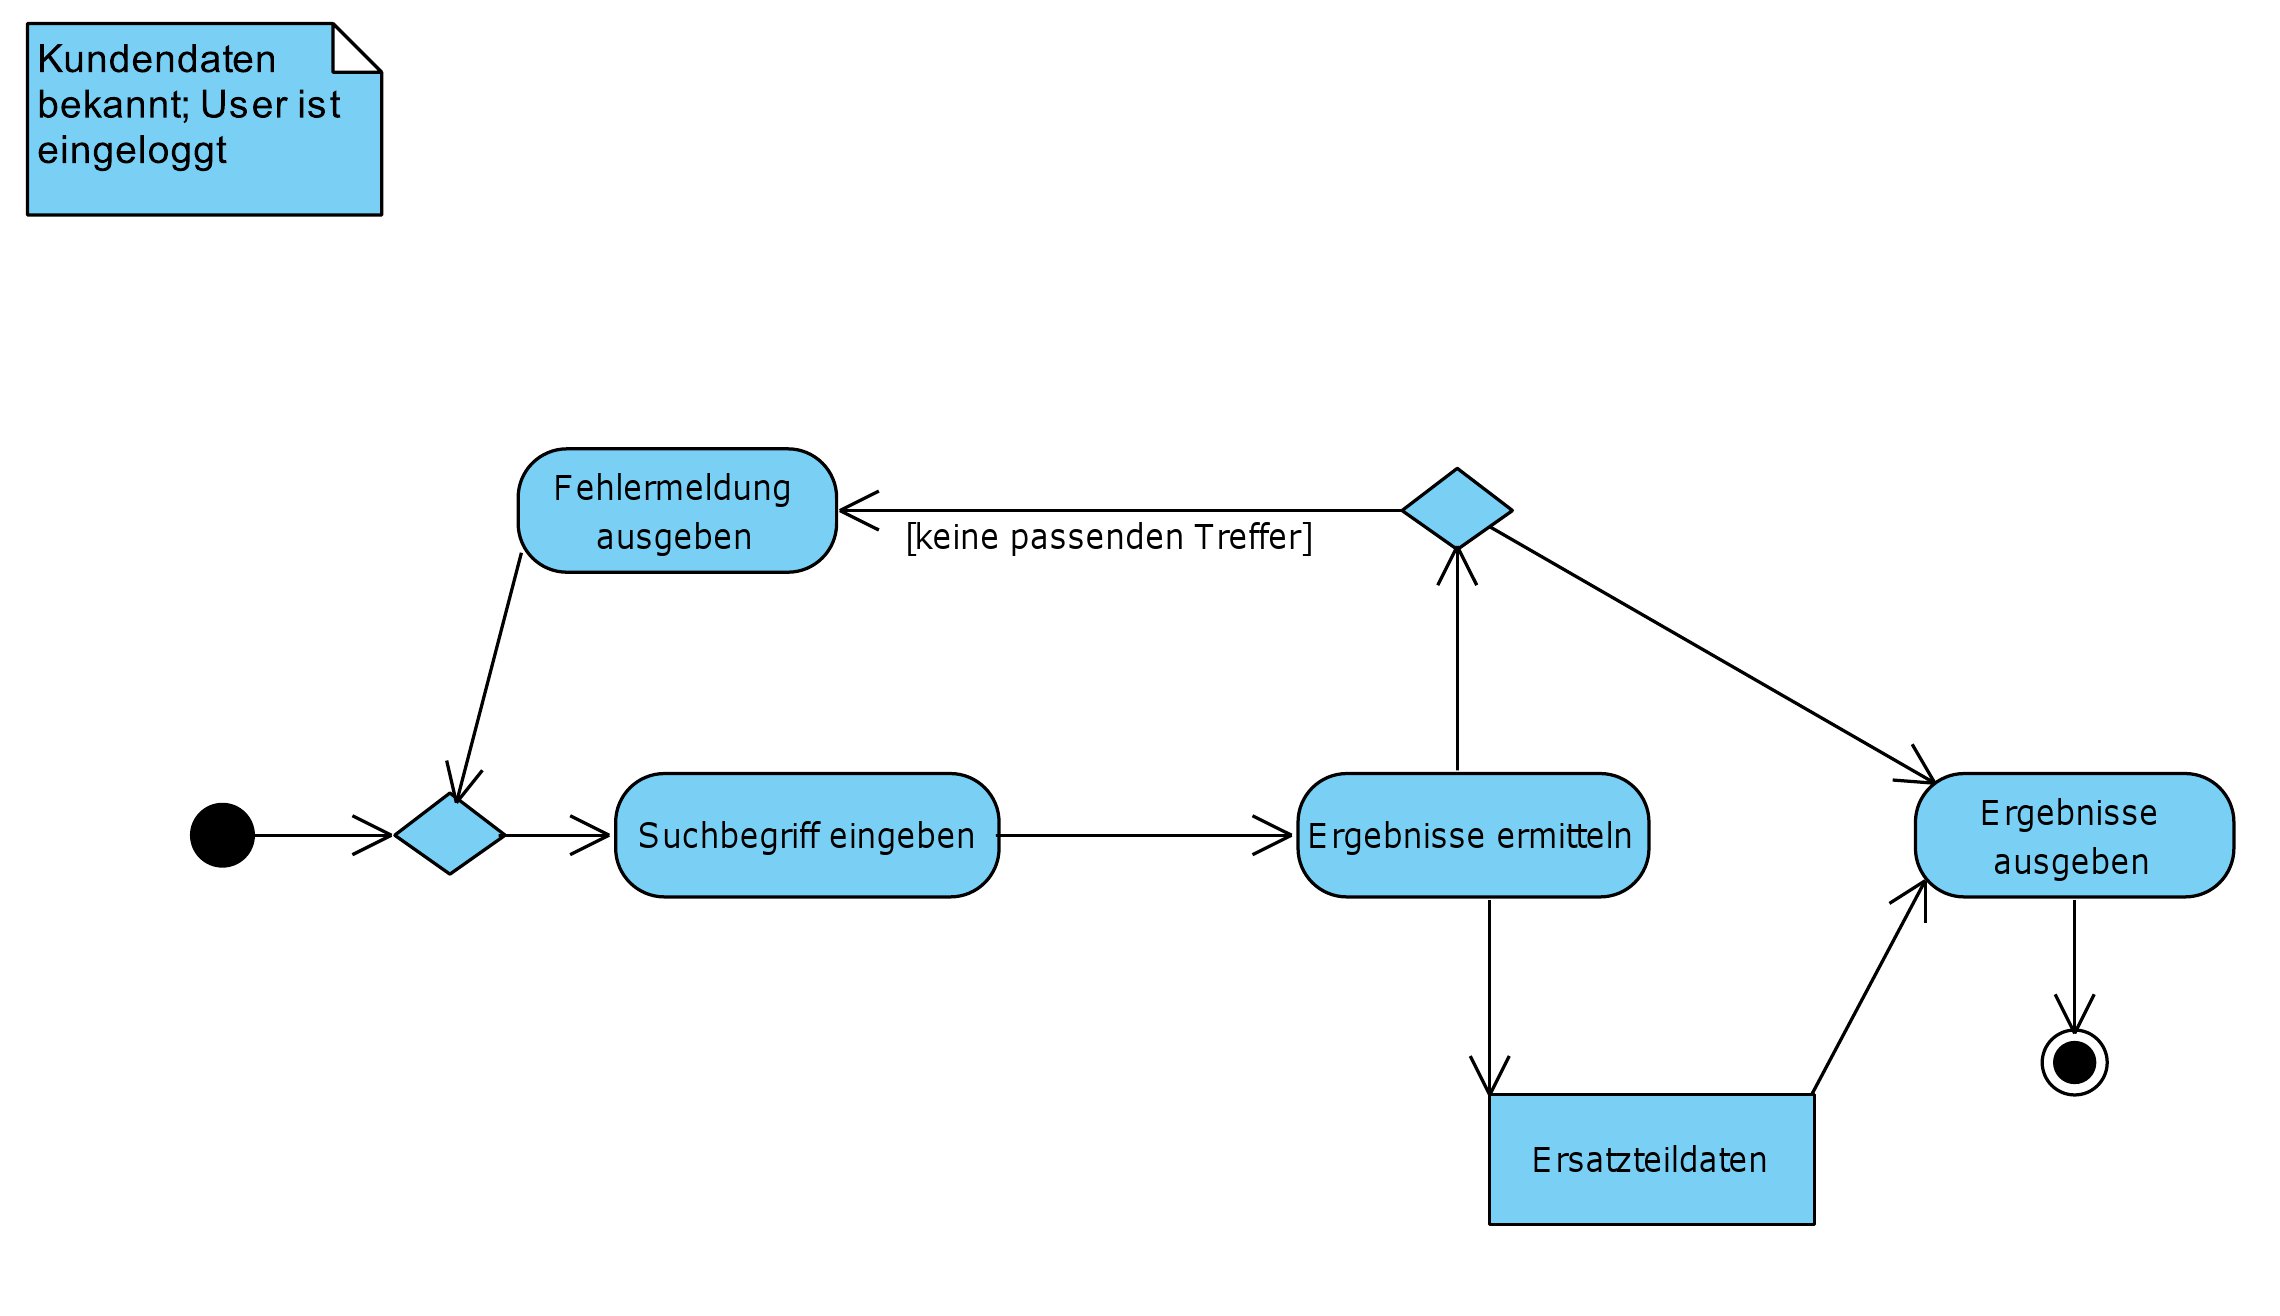 Kundendaten
bekannt; User ist
eingeloggt
Fehlermeldung
ausgeben
[keine passenden Treffer]
Suchbegriff eingeben
Ergebnisse ermitteln
Ergebnisse
ausgeben
Ersatzteildaten